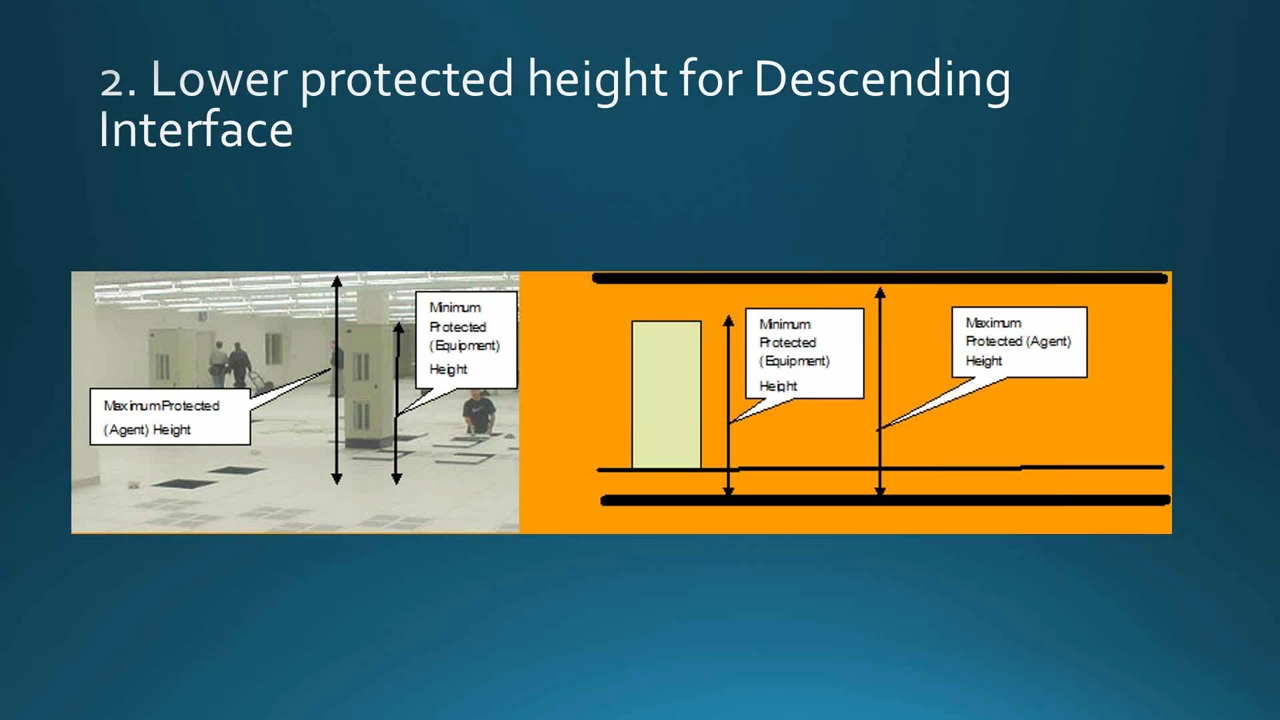 2. Lower protected height for Descending
Interface
Minimum
Protected
(Equipment)
Height
Maximum Protected
(Agent) Height
Minimum
Protected
(Equipment)
Height
Maximum
Protected (Agent)
Height